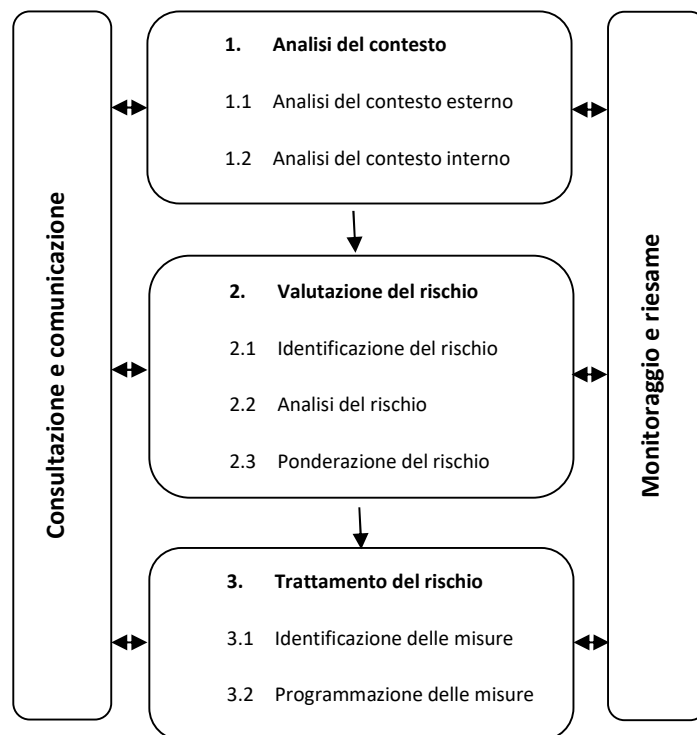 Consultazione e comunicazione
1. Analisi del contesto
1.1 Analisi del contesto esterno
1.2 Analisi del contesto interno
2. Valutazione del rischio
2.1 Identificazione del rischio
2.2 Analisi del rischio
2.3 Ponderazione del rischio
3. Trattamento del rischio
3.1 Identificazione delle misure
3.2 Programmazione delle misure
Monitoraggio e riesame